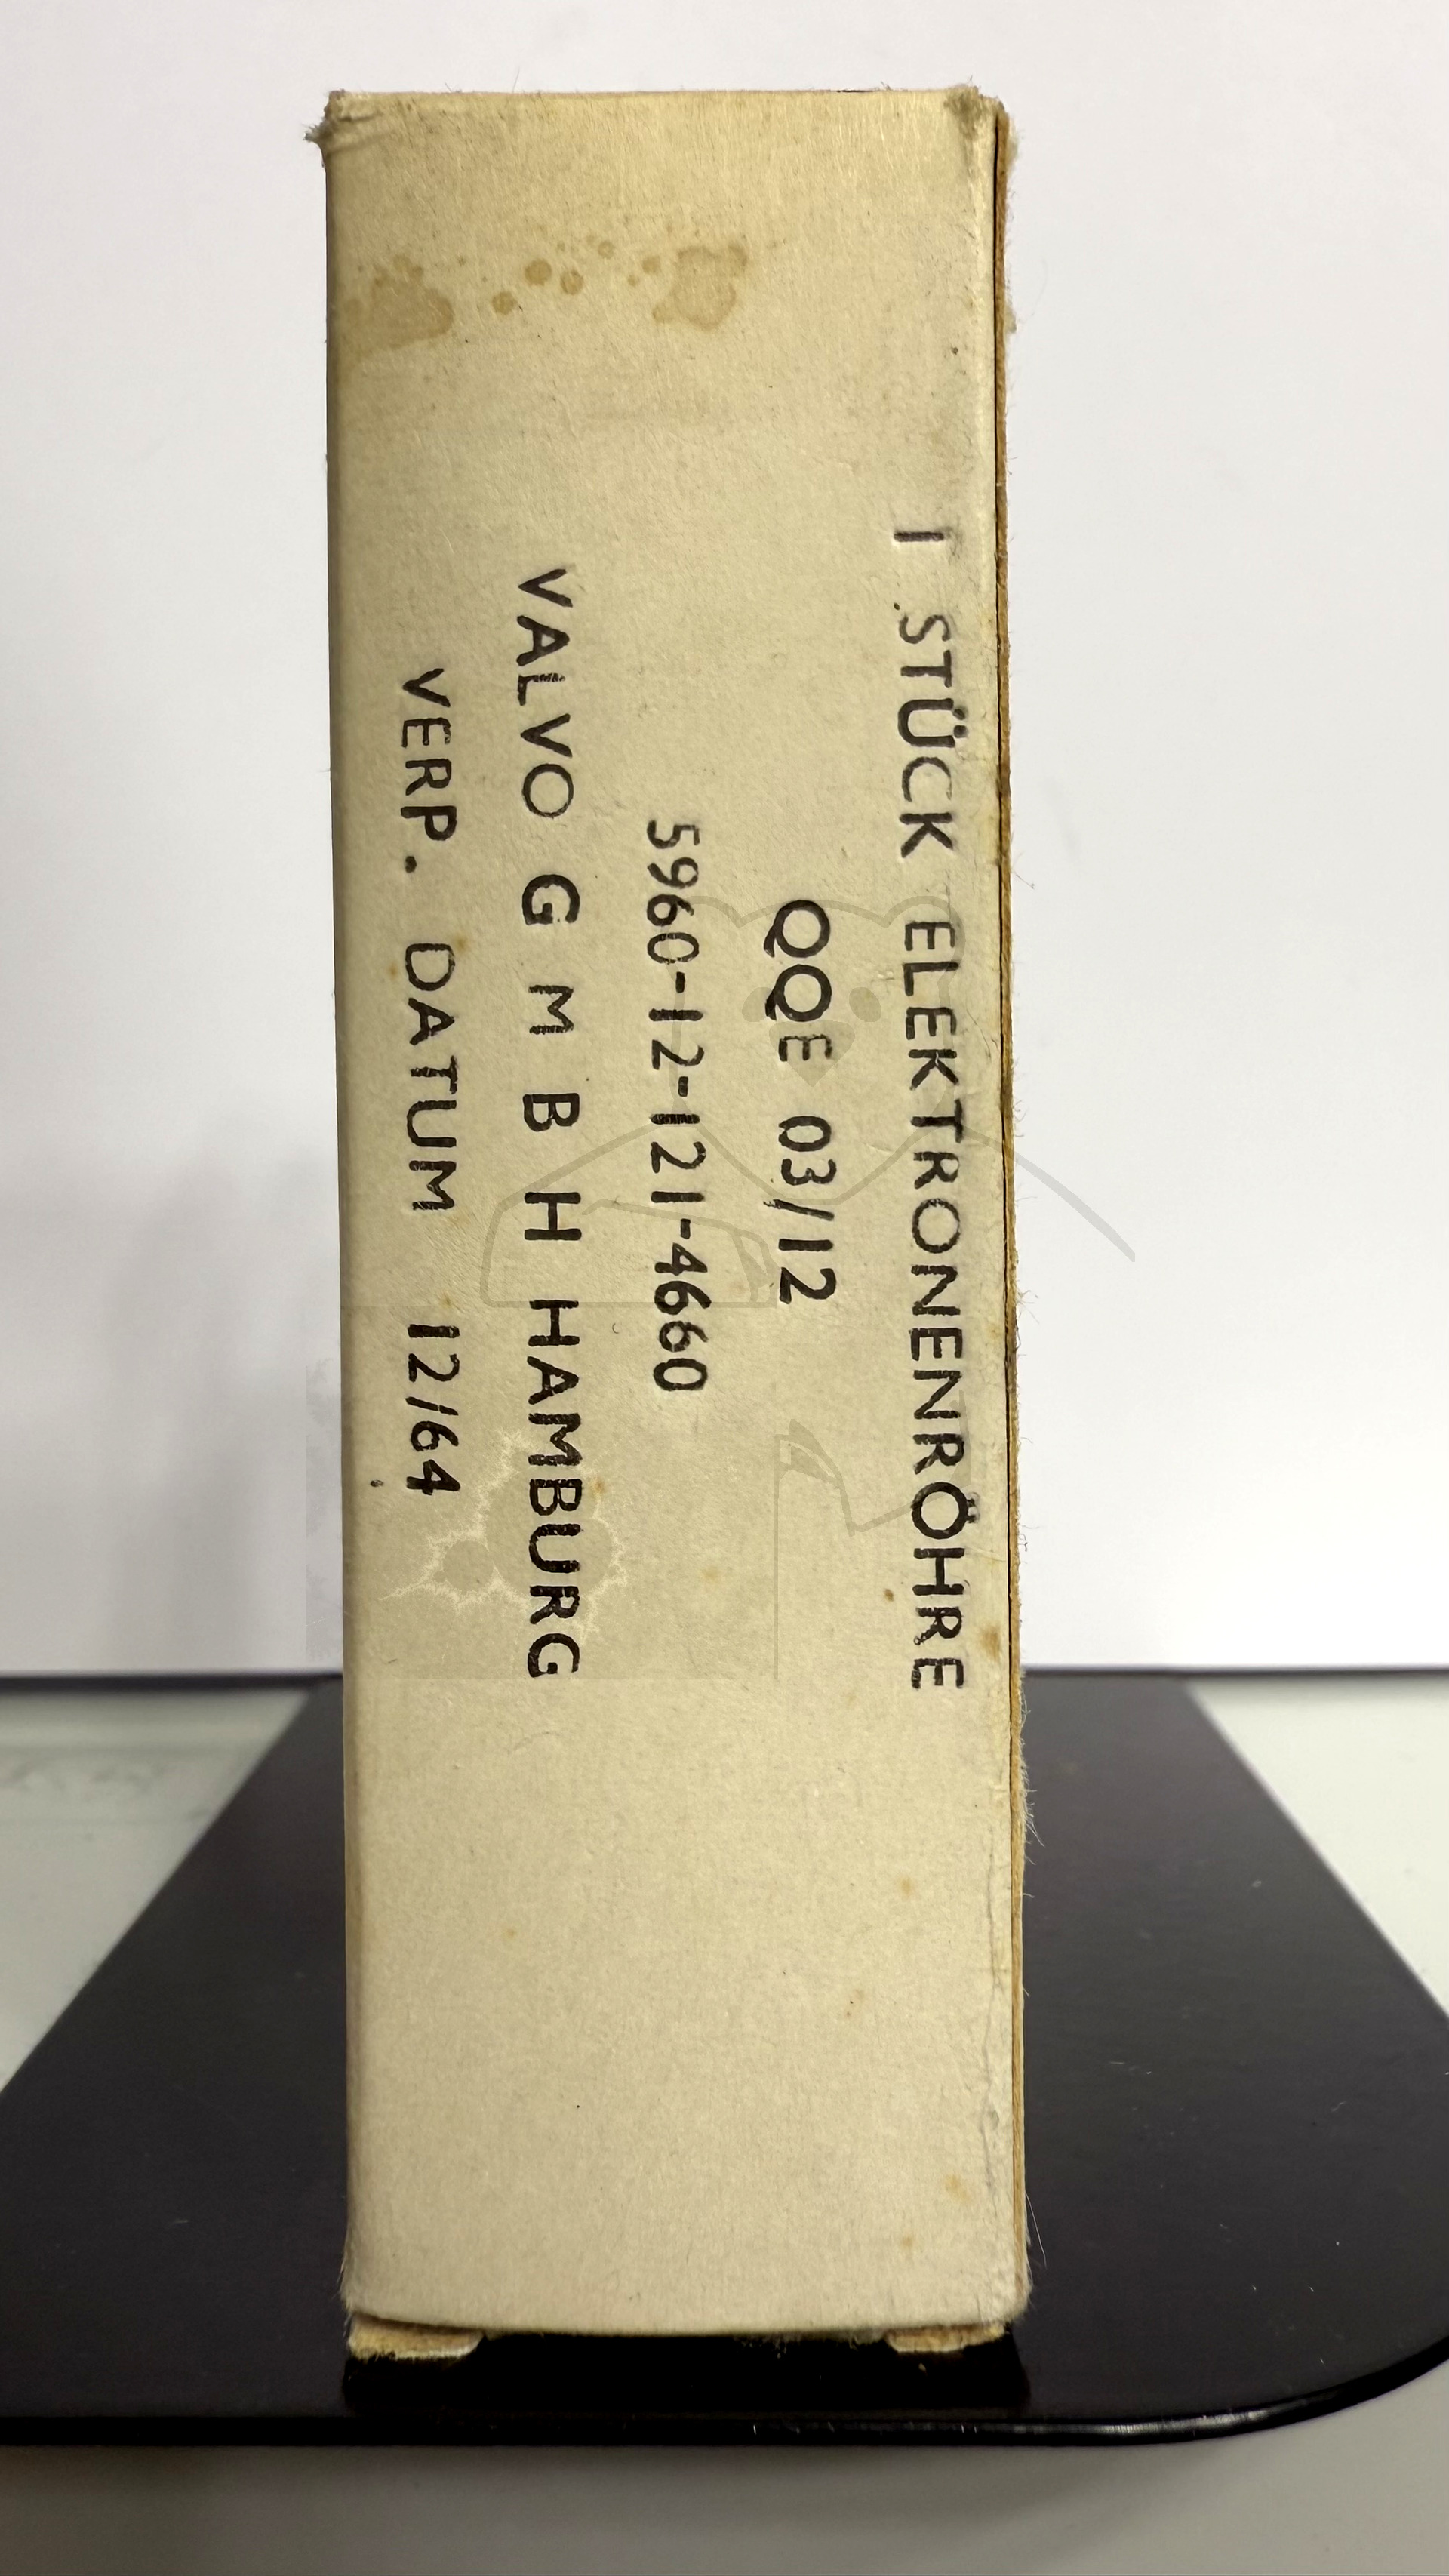 1 STÜCK ELEKTRONENRÖHRE
QQE 03/12
5960-12-121-4660
VALVO G M B H HAMBURG
VERP. DATUM 12/64